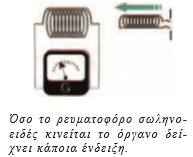 G
Όσο το ρευματοφόρο σωληνο-
ειδές κινείται το όργανο δεί-
χνει κάποια ένδειξη.